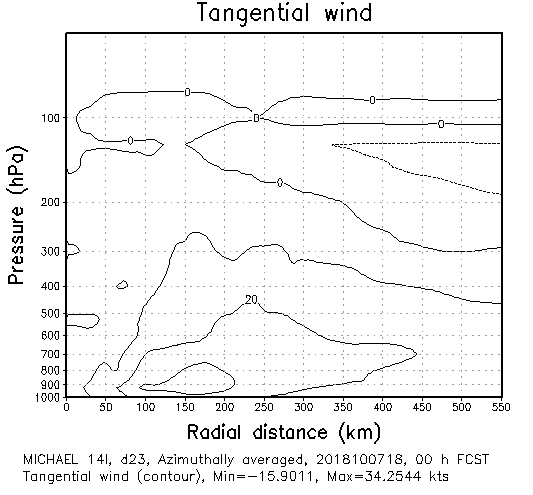 Tangential wind
0
0
100
0
0
0
0
200
Pressure (hPa)
300
400
20
500
600
700
800
900
1000
0 50 100 150 200 250 300 350 400 450 500 550
Radial distance (km)
MICHAEL 14l, d23, Azimuthally averaged, 2018100718, 00 h FCST
Tangential wind (contour), Min=−15.9011, Max=34.2544 kts